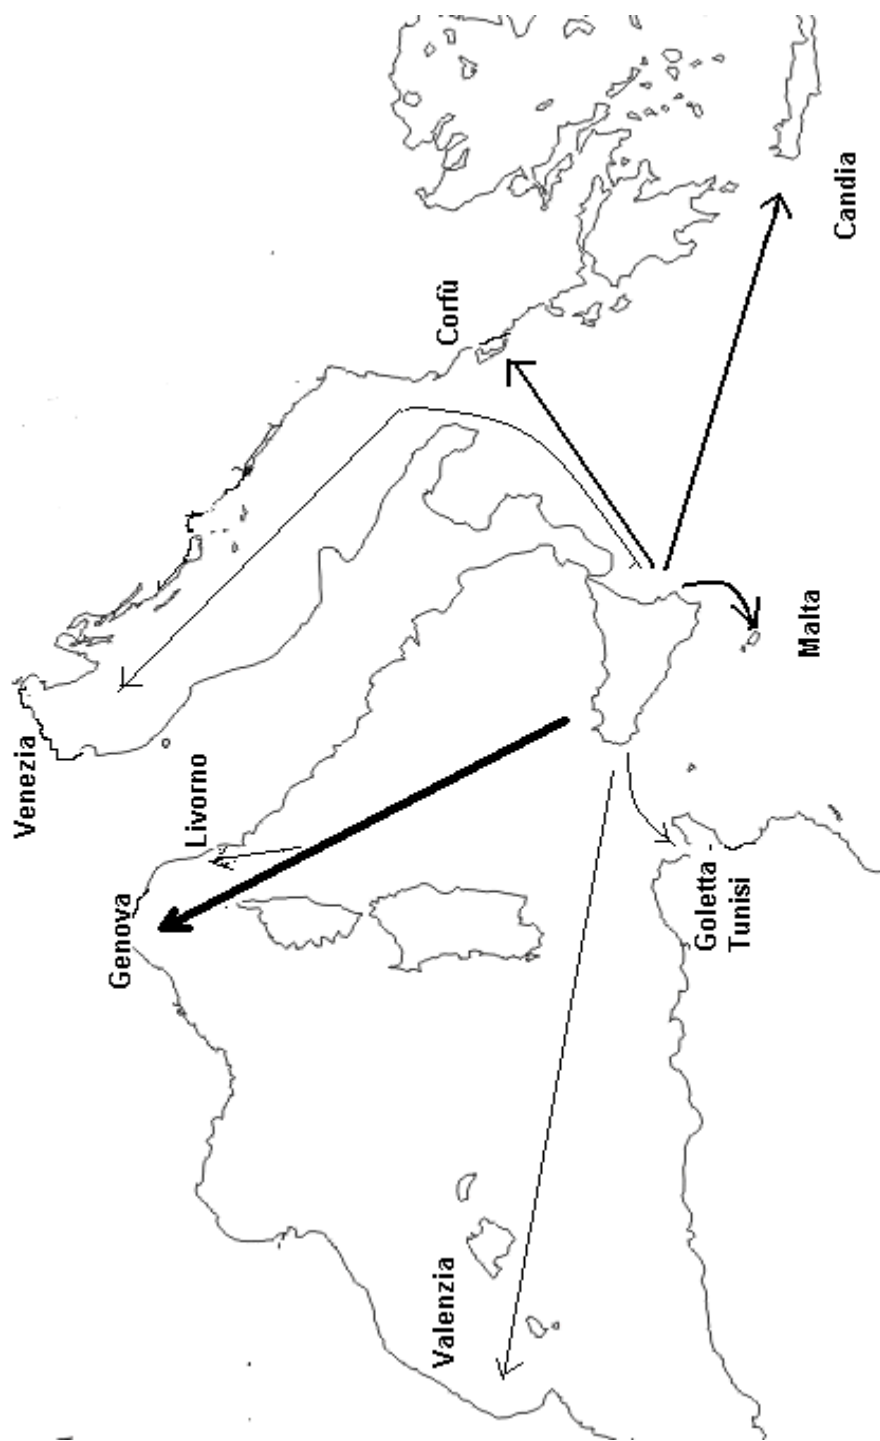 Venezia
Genova
Livorno
Corfù
Candia
Valenzia
Goletta
Tunisi
Malta